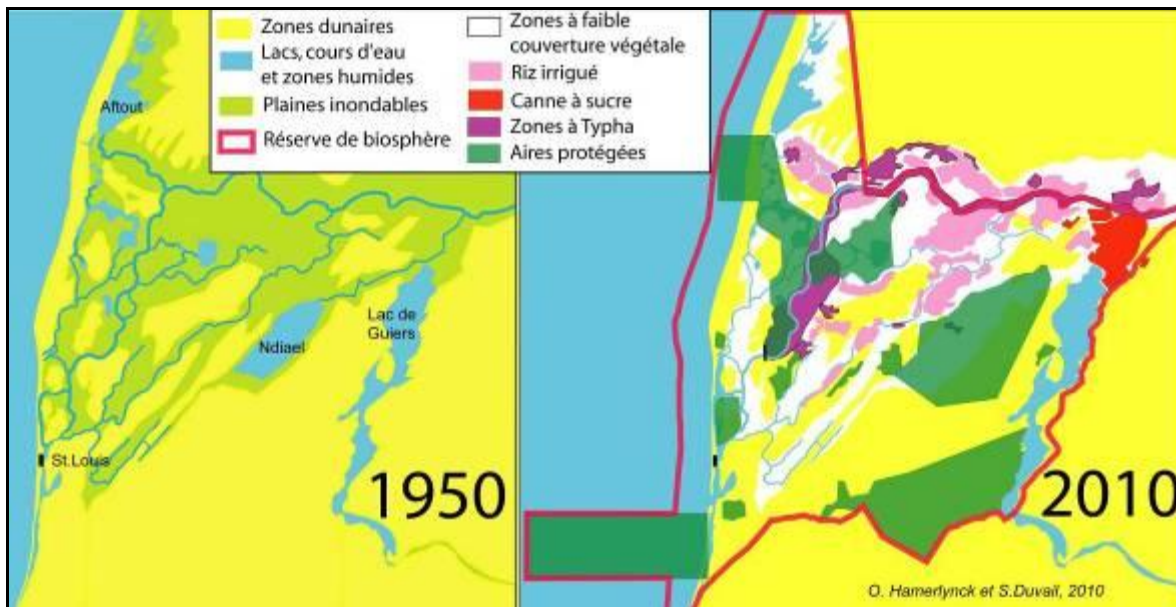 Zones dunaires
Lacs, cours d'eau
et zones humides
Plaines inondables
Réserve de biosphère
Zones à faible
couverture végétale
Riz irrigué
Canne à sucre
Zones à Typha
Aires protégées
Aftout
Lac de
Guiers
Ndiael
St.Louis
1950
2010
O. Hamerlynck et S.Duvail, 2010